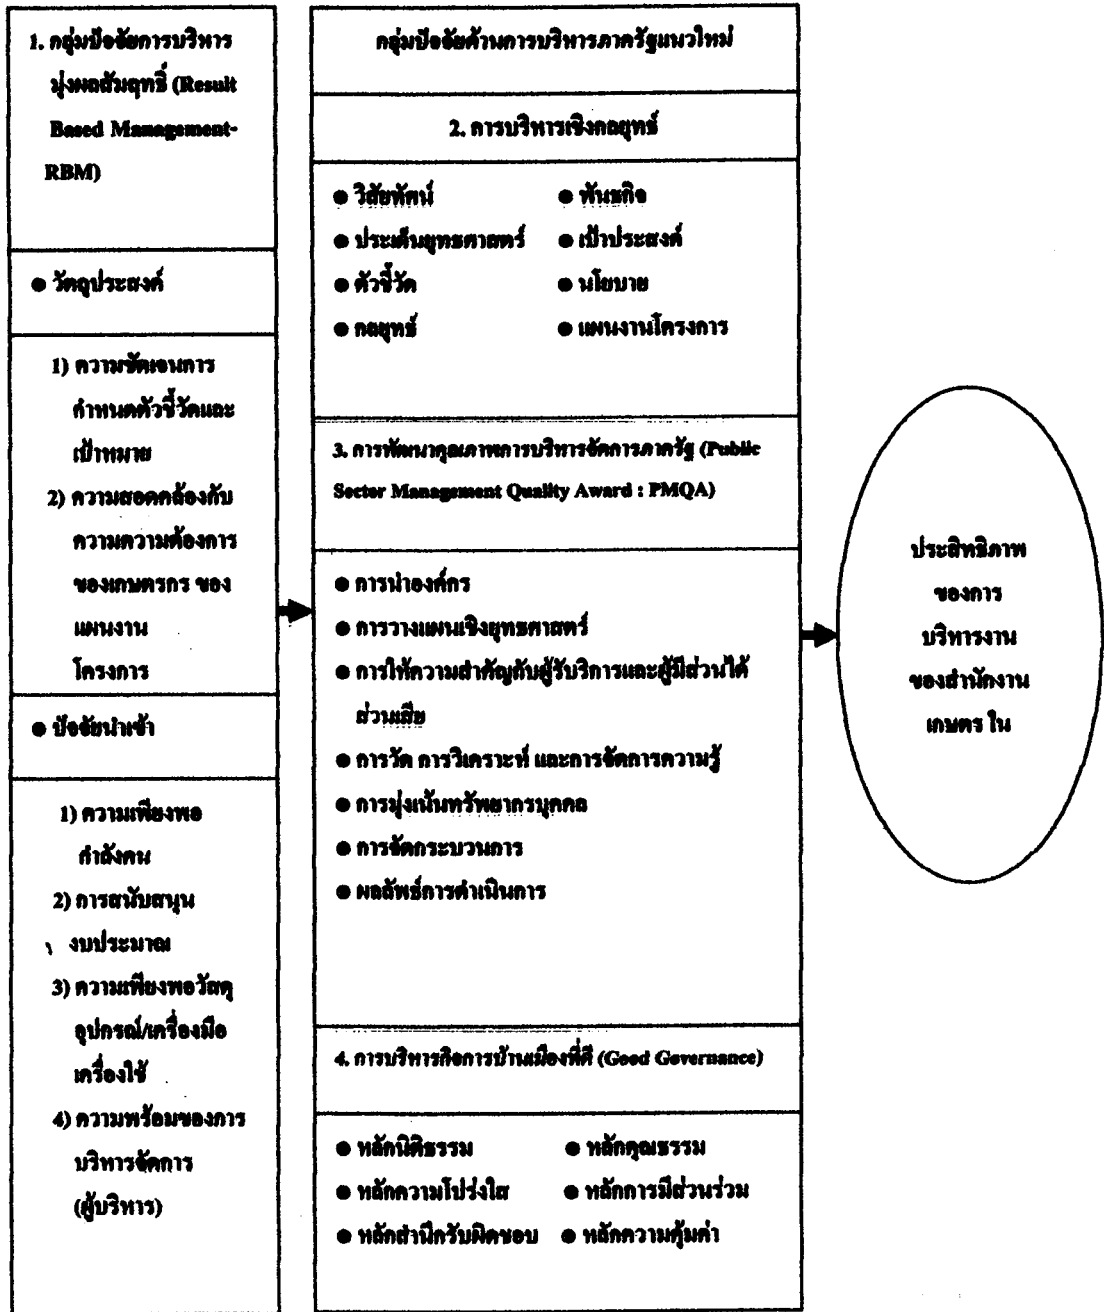 1. กลุ่มปัจจัยการบริหาร
มุ่งผลสัมฤทธิ์ (Result
Based Management-
RBM)
● วัตถุประสงค์
1) ความชัดเจนการ
กำหนดตัวชี้วัดและ
เป้าหมาย
2) ความสอดคล้องกับ
ความความต้องการ
ของเกษตรกร ของ
แผนงาน
โครงการ
● ปัจจัยนำเข้า
1) ความเพียงพอ
กำลังคน
2) การสนับสนุน
งบประมาณ
3) ความเพียงพอวัสดุ
อุปกรณ์/เครื่องมือ
เครื่องใช้
4) ความพร้อมของการ
บริหารจัดการ
(ผู้บริหาร)
กลุ่มปัจจัยด้านการบริหารภาครัฐแนวใหม่
2. การบริหารเชิงกลยุทธ์
● วิสัยทัศน์ ● พันธกิจ
● ประเด็นยุทธศาสตร์ ● เป้าประสงค์
● ตัวชี้วัด ● นโยบาย
● กลยุทธ์ ● แผนงานโครงการ
3. การพัฒนาคุณภาพการบริหารจัดการภาครัฐ (Public
Sector Management Quality Award : PMQA)
● การนำองค์กร
● การวางแผนเชิงยุทธศาสตร์
● การให้ความสำคัญกับผู้รับบริการและผู้มีส่วนได้
ส่วนเสีย
● การวัด การวิเคราะห์ และการจัดการความรู้
● การมุ่งเน้นทรัพยากรบุคคล
● การจัดกระบวนการ
● ผลลัพธ์การดำเนินการ
4. การบริหารกิจการบ้านเมืองที่ดี (Good Governance)
● หลักนิติธรรม ● หลักคุณธรรม
● หลักความโปร่งใส ● หลักการมีส่วนร่วม
● หลักสำนึกรับผิดชอบ ● หลักความคุ้มค่า
ประสิทธิภาพ
ของการ
บริหารงาน
ของสำนักงาน
เกษตร ใน